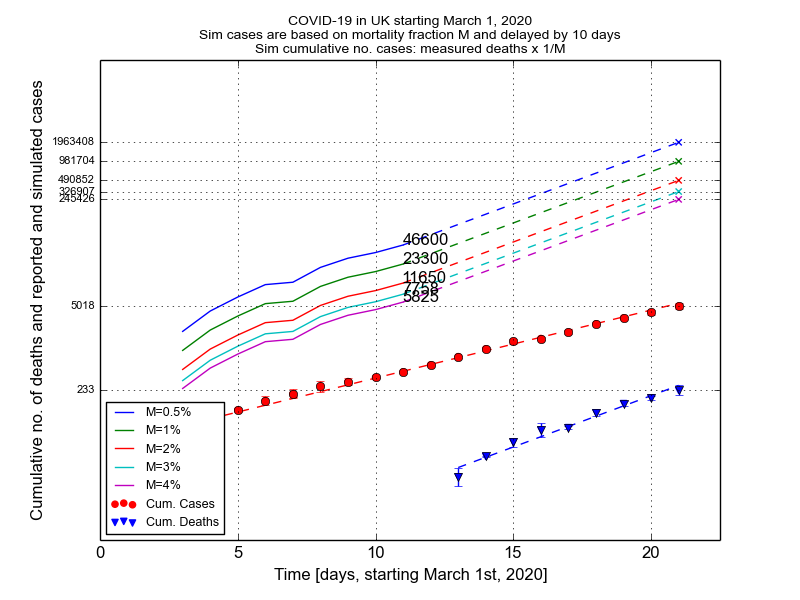 COVID-19 in UK starting March 1, 2020
Sim cases are based on mortality fraction M and delayed by 10 days
Sim cumulative no. cases: measured deaths x 1/M
Cumulative no. of deaths and reported and simulated cases
1963408
981704
490852
326907
245426
5018
233
46600
23300
11650
7758
5825
M=0.5%
M=1%
M=2%
M=3%
M=4%
Cum. Cases
Cum. Deaths
0 5 10 15 20
Time [days, starting March 1st, 2020]